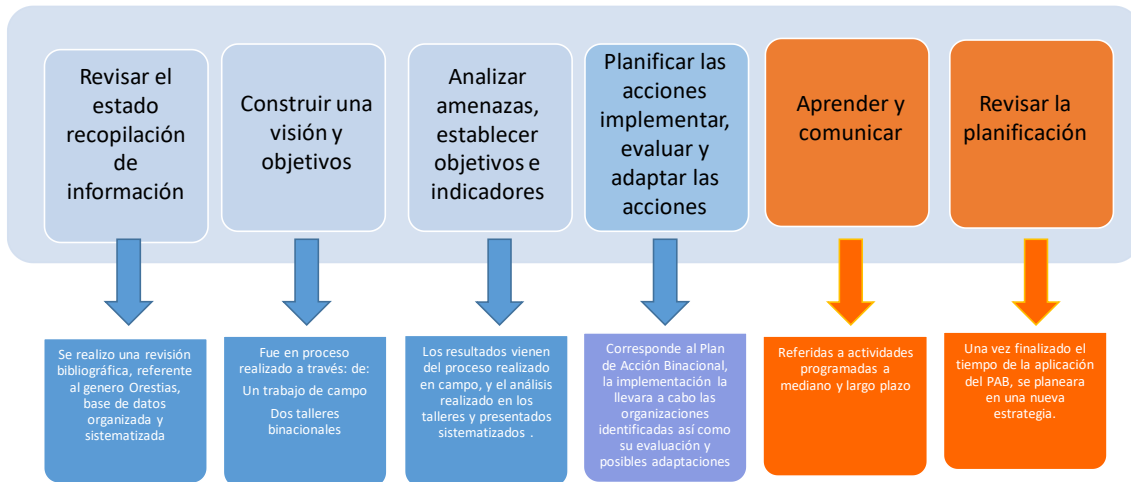 Revisar el
estado
recopilación
de
información
Construir una
visión y
objetivos
Analizar
amenazas,
establecer
objetivos e
indicadores
Planificar las
acciones
implementar,
evaluar y
adaptar las
acciones
Aprender y
comunicar
Revisar la
planificación
Se realizo una revisión
bibliográfica, referente
al genero Orestias,
base de datos
organizada y
sistematizada
Fue en proceso
realizado a través: de:
Un trabajo de campo
Dos talleres
binacionales
Los resultados vienen
del proceso realizado
en campo, y el análisis
realizado en los
talleres y presentados
sistematizados .
Corresponde al Plan
de Acción Binacional,
la implementación la
llevara a cabo las
organizaciones
identificadas así como
su evaluación y
posibles adaptaciones
Referidas a actividades
programadas a
mediano y largo plazo
Una vez finalizado el
tiempo de la aplicación
del PAB, se planeara
en una nueva
estrategia.